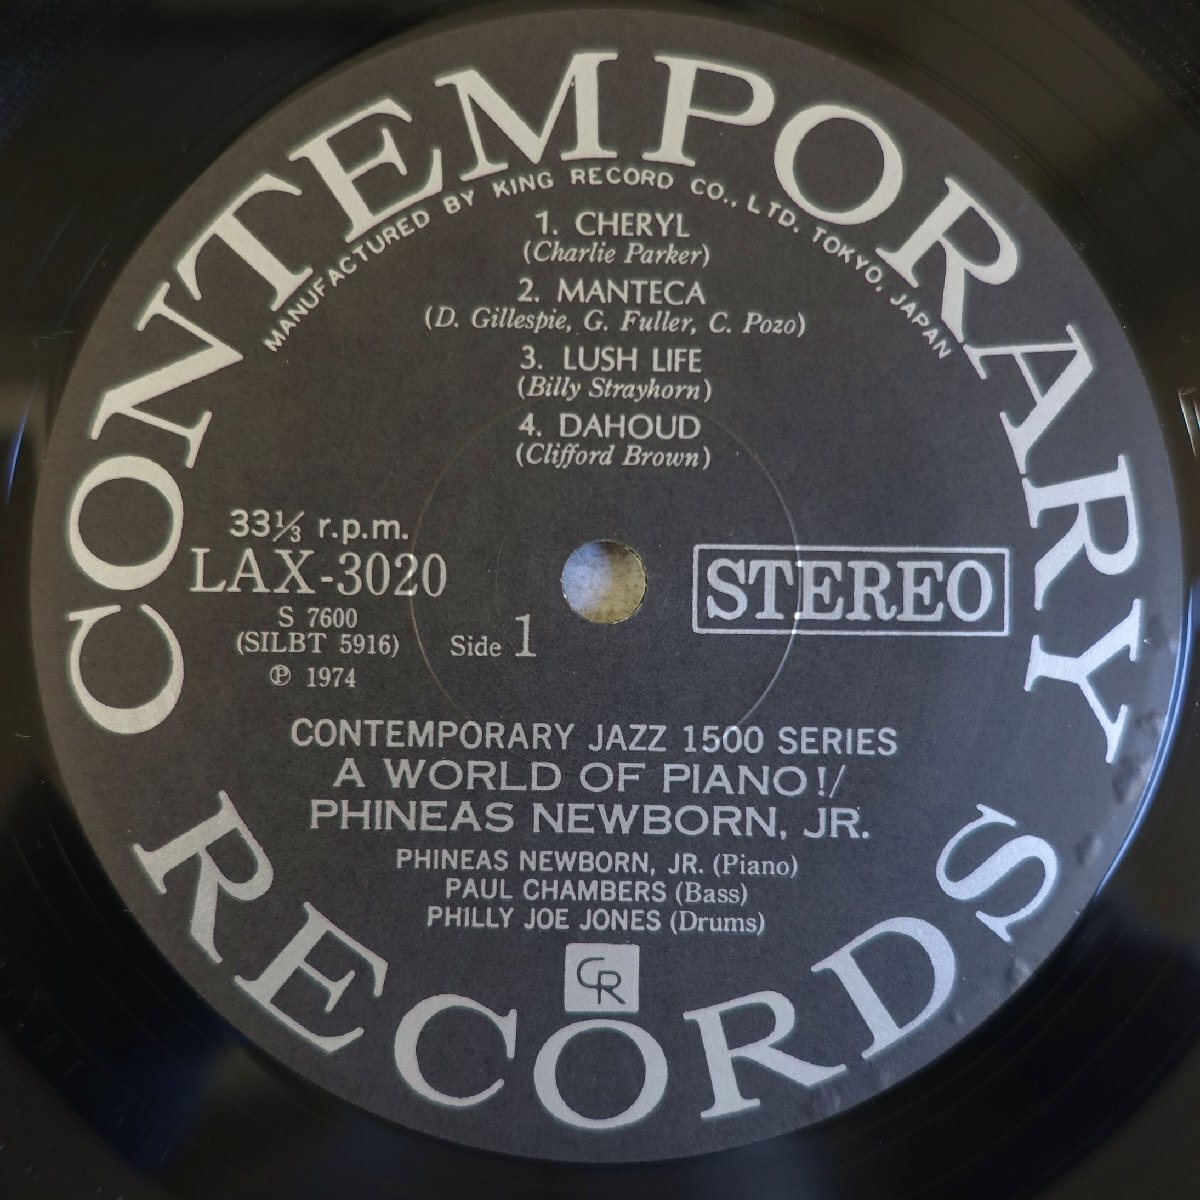 CONTEMPORARY
MANUFACTURED BY KING RECORD CO., LTD. TOKYO, JAPAN
1. CHERYL
(Charlie Parker)
2. MANTECA
(D. Gillespie, G. Fuller, C. Pozo)
3. LUSH LIFE
(Billy Strayhorn)
4. DAHOUD
(Clifford Brown)
33⅓ r.p.m.
LAX-3020
S 7600
(SILBT 5916)
℗ 1974
Side 1
STEREO
CONTEMPORARY JAZZ 1500 SERIES
A WORLD OF PIANO!/
PHINEAS NEWBORN, JR.
PHINEAS NEWBORN, JR. (Piano)
PAUL CHAMBERS (Bass)
PHILLY JOE JONES (Drums)
CR
RECORDS